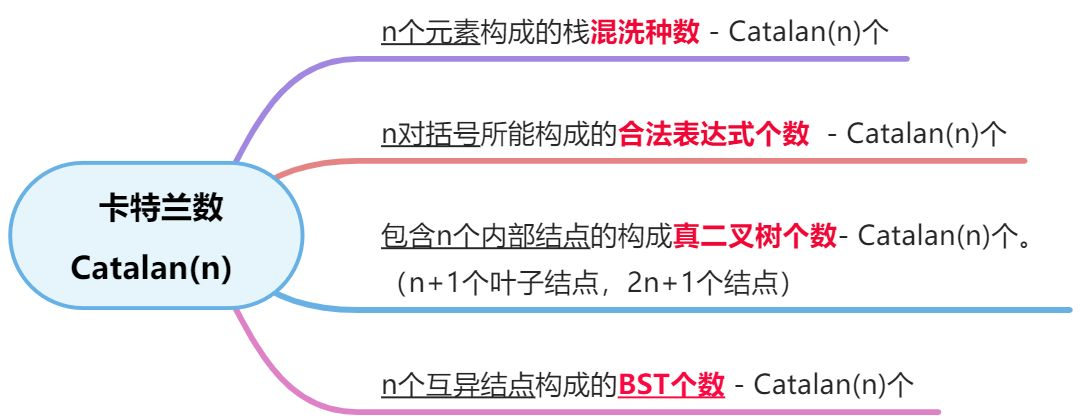 n个元素构成的栈混洗种数 - Catalan(n)个
n对括号所能构成的合法表达式个数 - Catalan(n)个
卡特兰数
Catalan(n)
包含n个内部结点的构成真二叉树个数- Catalan(n)个。
（n+1个叶子结点，2n+1个结点）
n个互异结点构成的BST个数 - Catalan(n)个